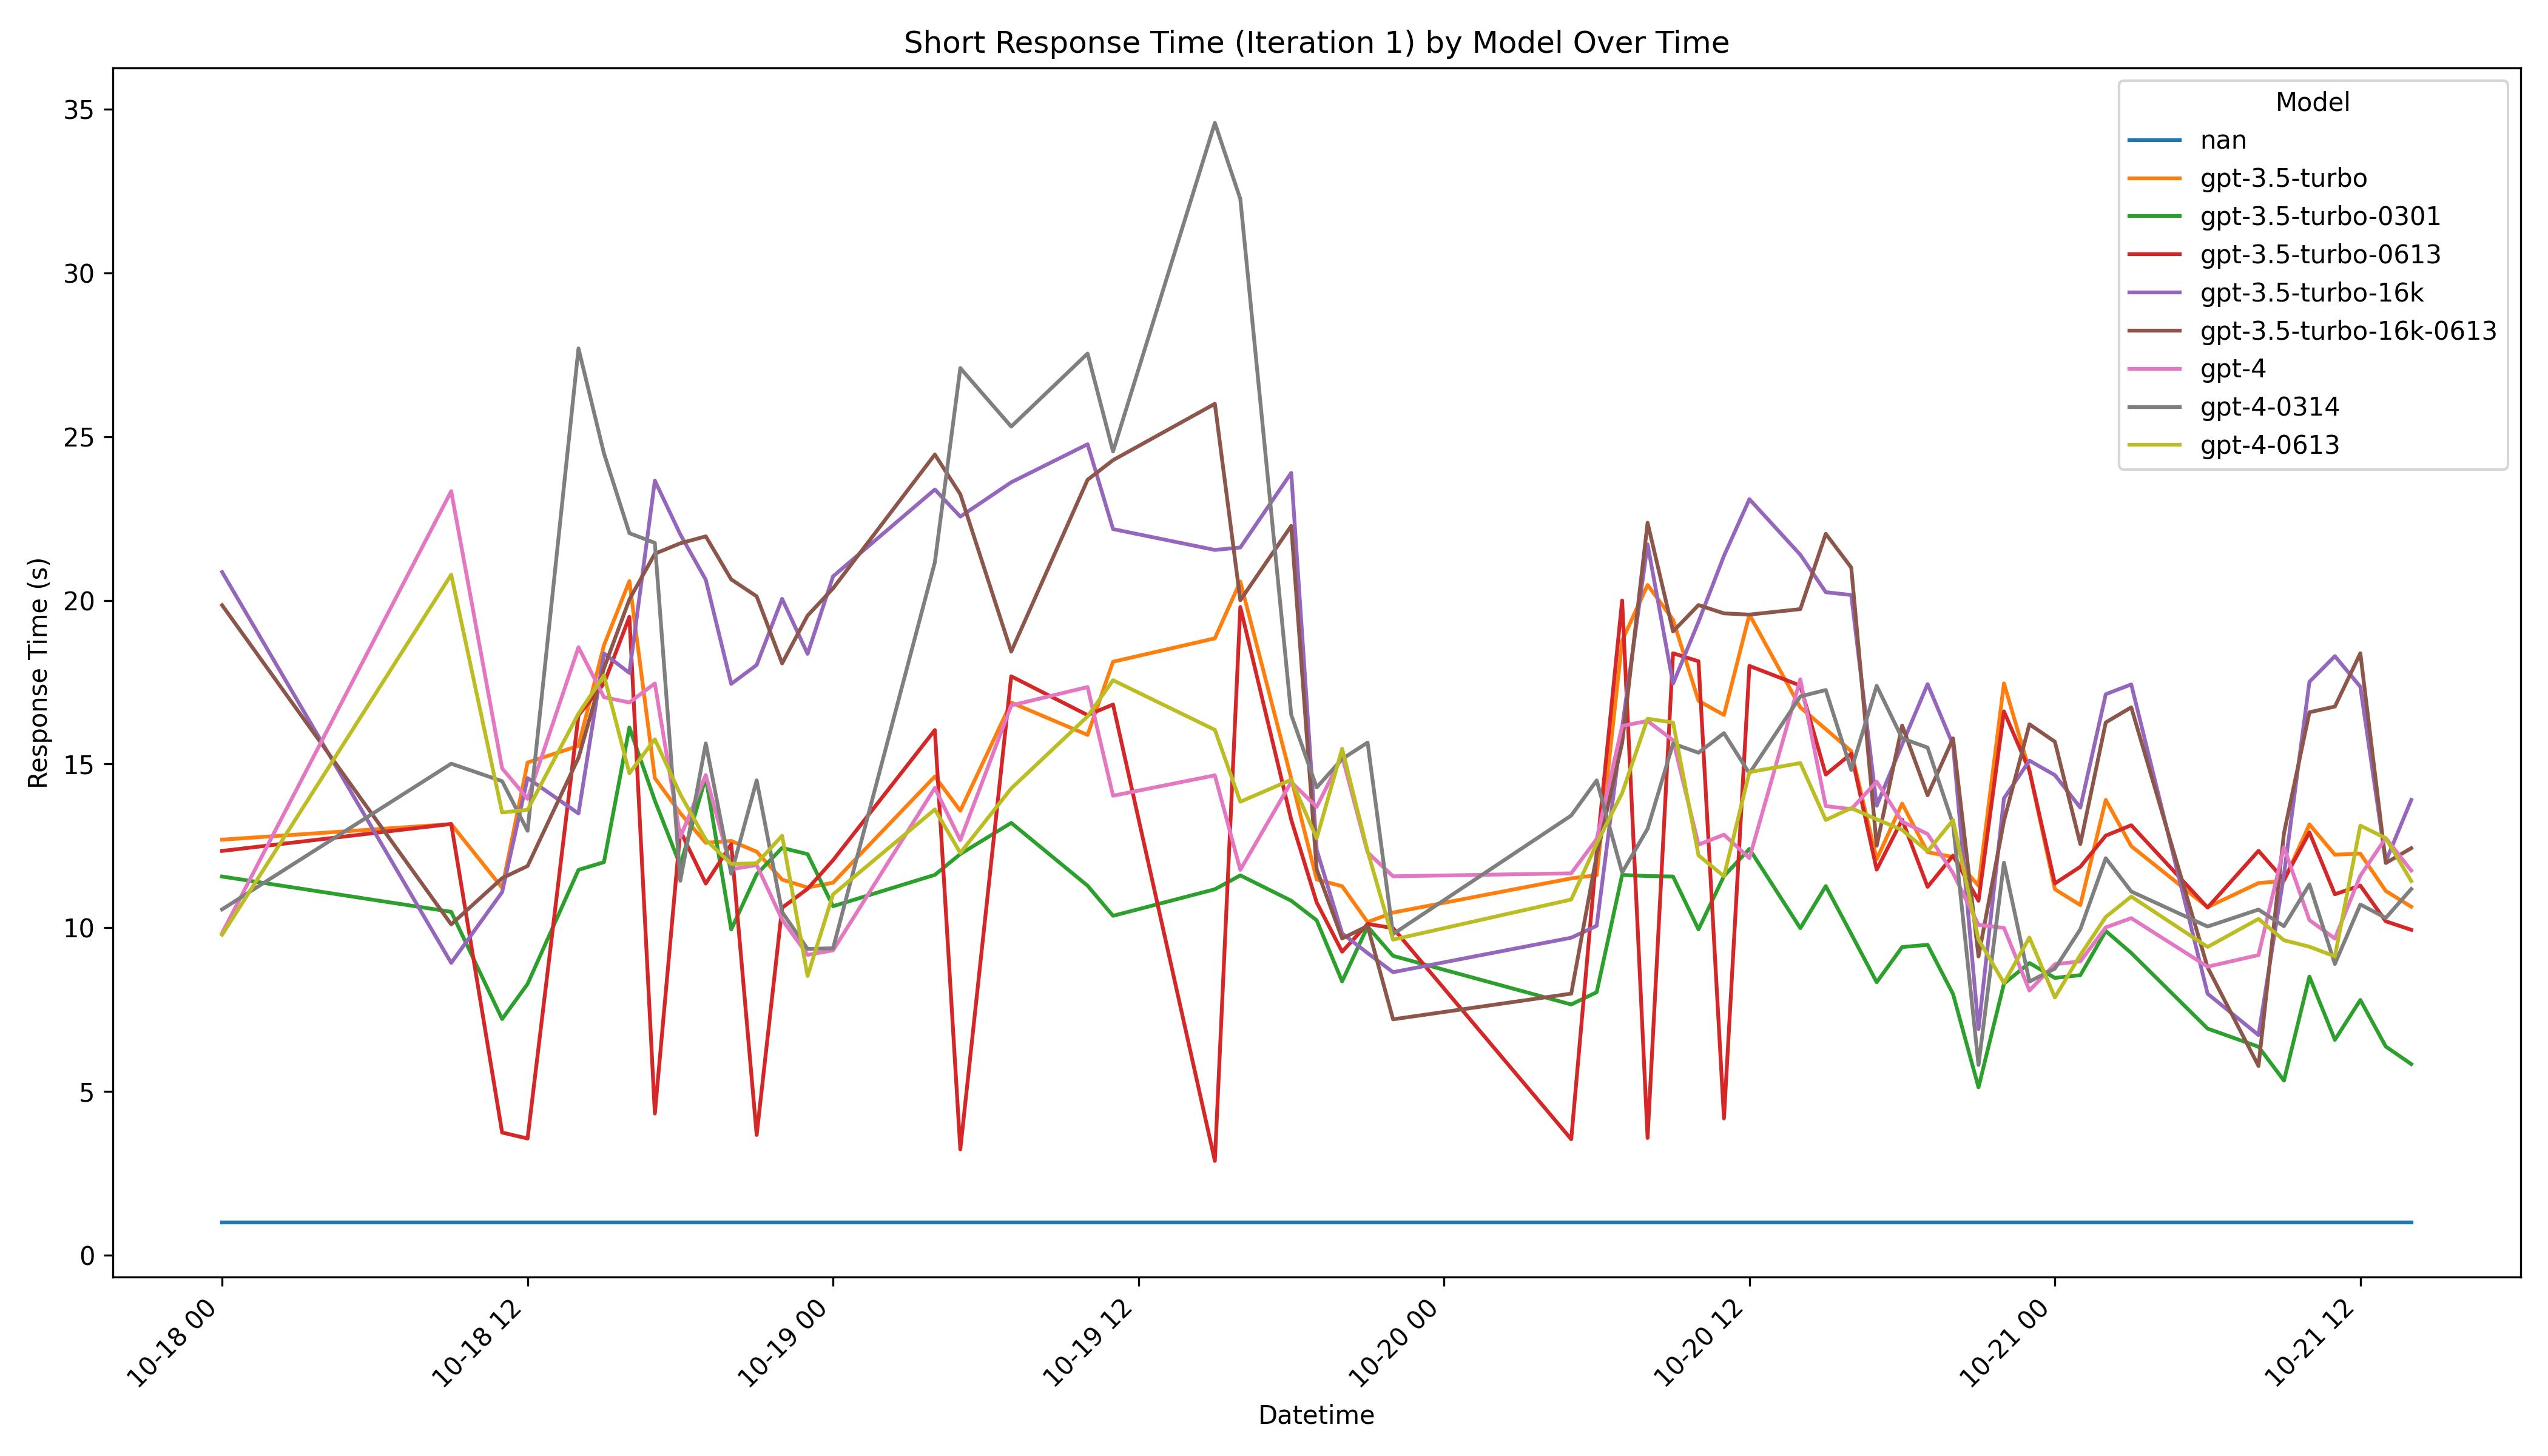 Short Response Time (Iteration 1) by Model Over Time
Model
nan
gpt-3.5-turbo
gpt-3.5-turbo-0301
gpt-3.5-turbo-0613
gpt-3.5-turbo-16k
gpt-3.5-turbo-16k-0613
gpt-4
gpt-4-0314
gpt-4-0613
Response Time (s)
35
30
25
20
15
10
5
0
10-18 00
10-18 12
10-19 00
10-19 12
10-20 00
10-20 12
10-21 00
10-21 12
Datetime